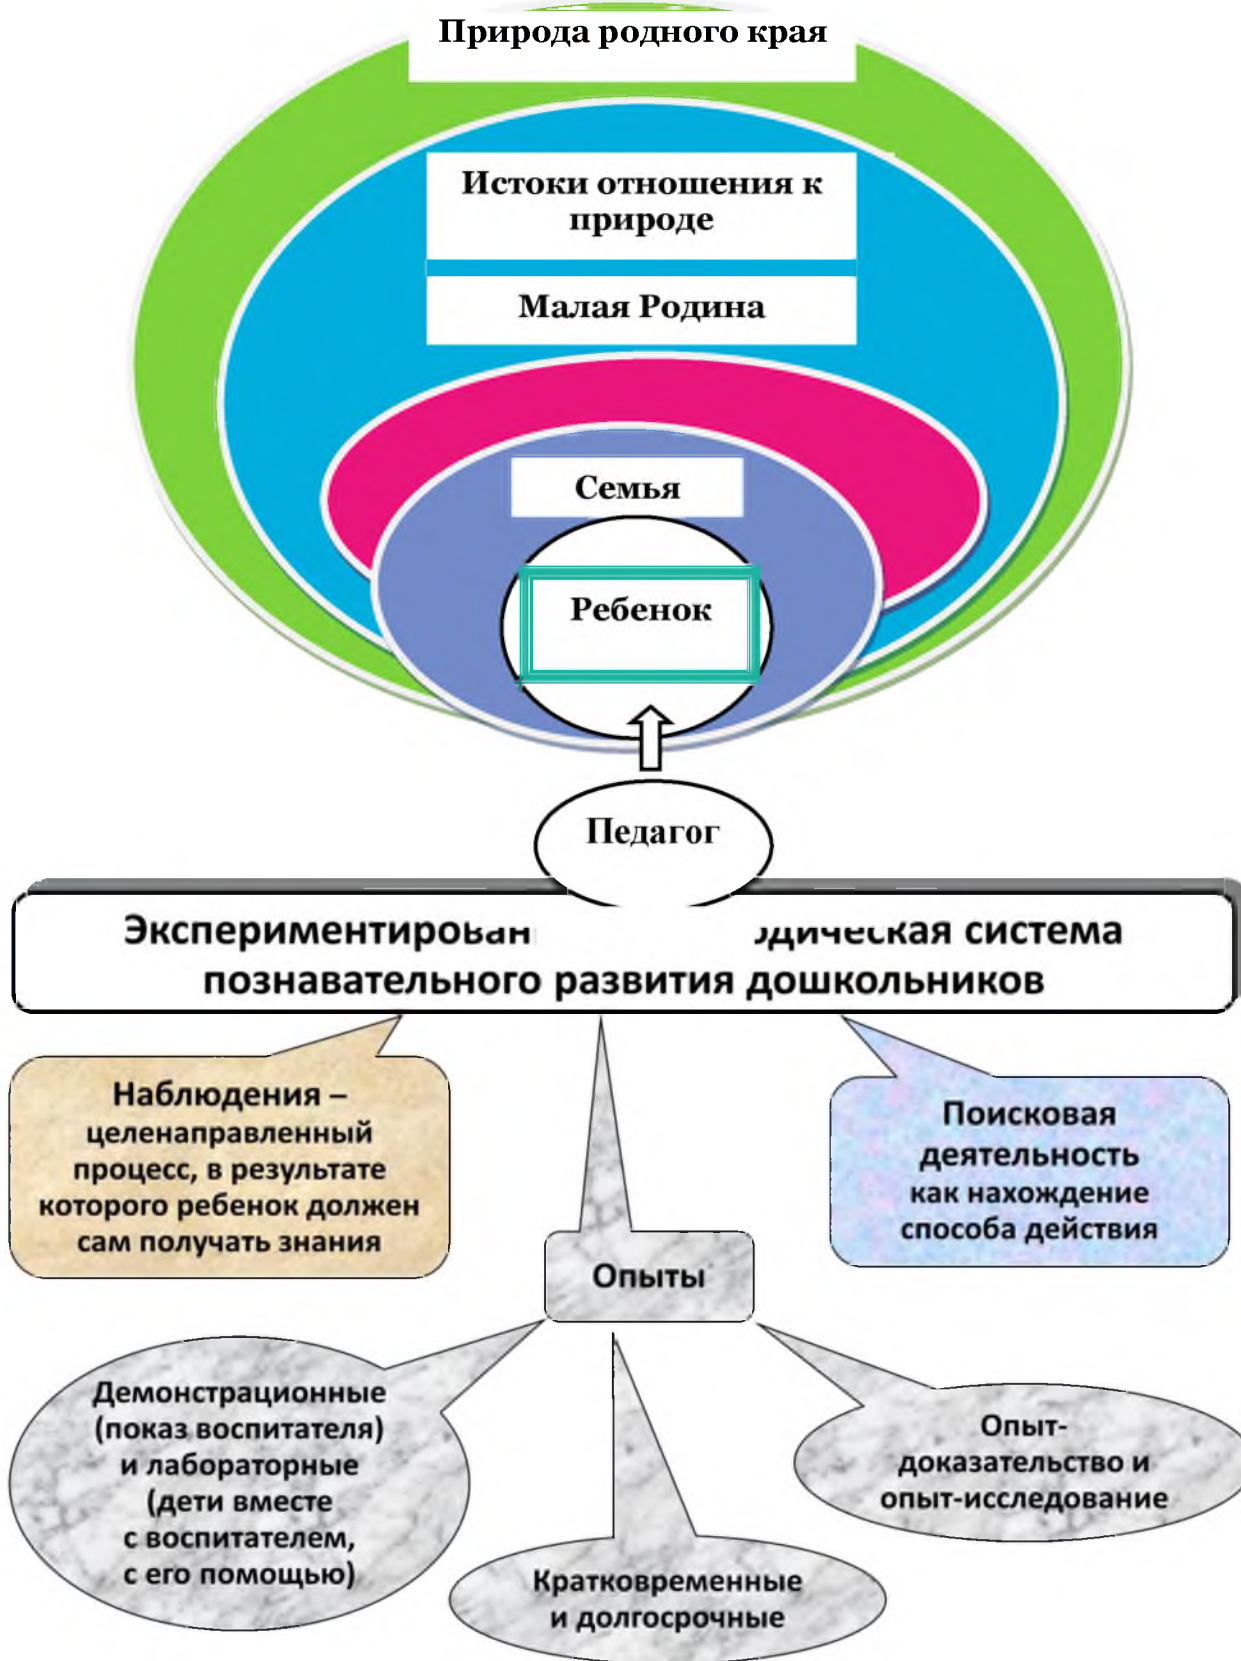 Природа родного края
Истоки отношения к
природе
Малая Родина
Семья
Ребенок
Педагог
система
познавательного развития дошкольников
Наблюдения –
целенаправленный
процесс, в результате
которого ребенок должен
сам получать знания
Поисковая
деятельность
как нахождение
способа действия
Опыты
Демонстрационные
(показ воспитателя)
и лабораторные
(дети вместе
с воспитателем,
с его помощью)
Кратковременные
и долгосрочные
Опыт-
доказательство и
опыт-исследование